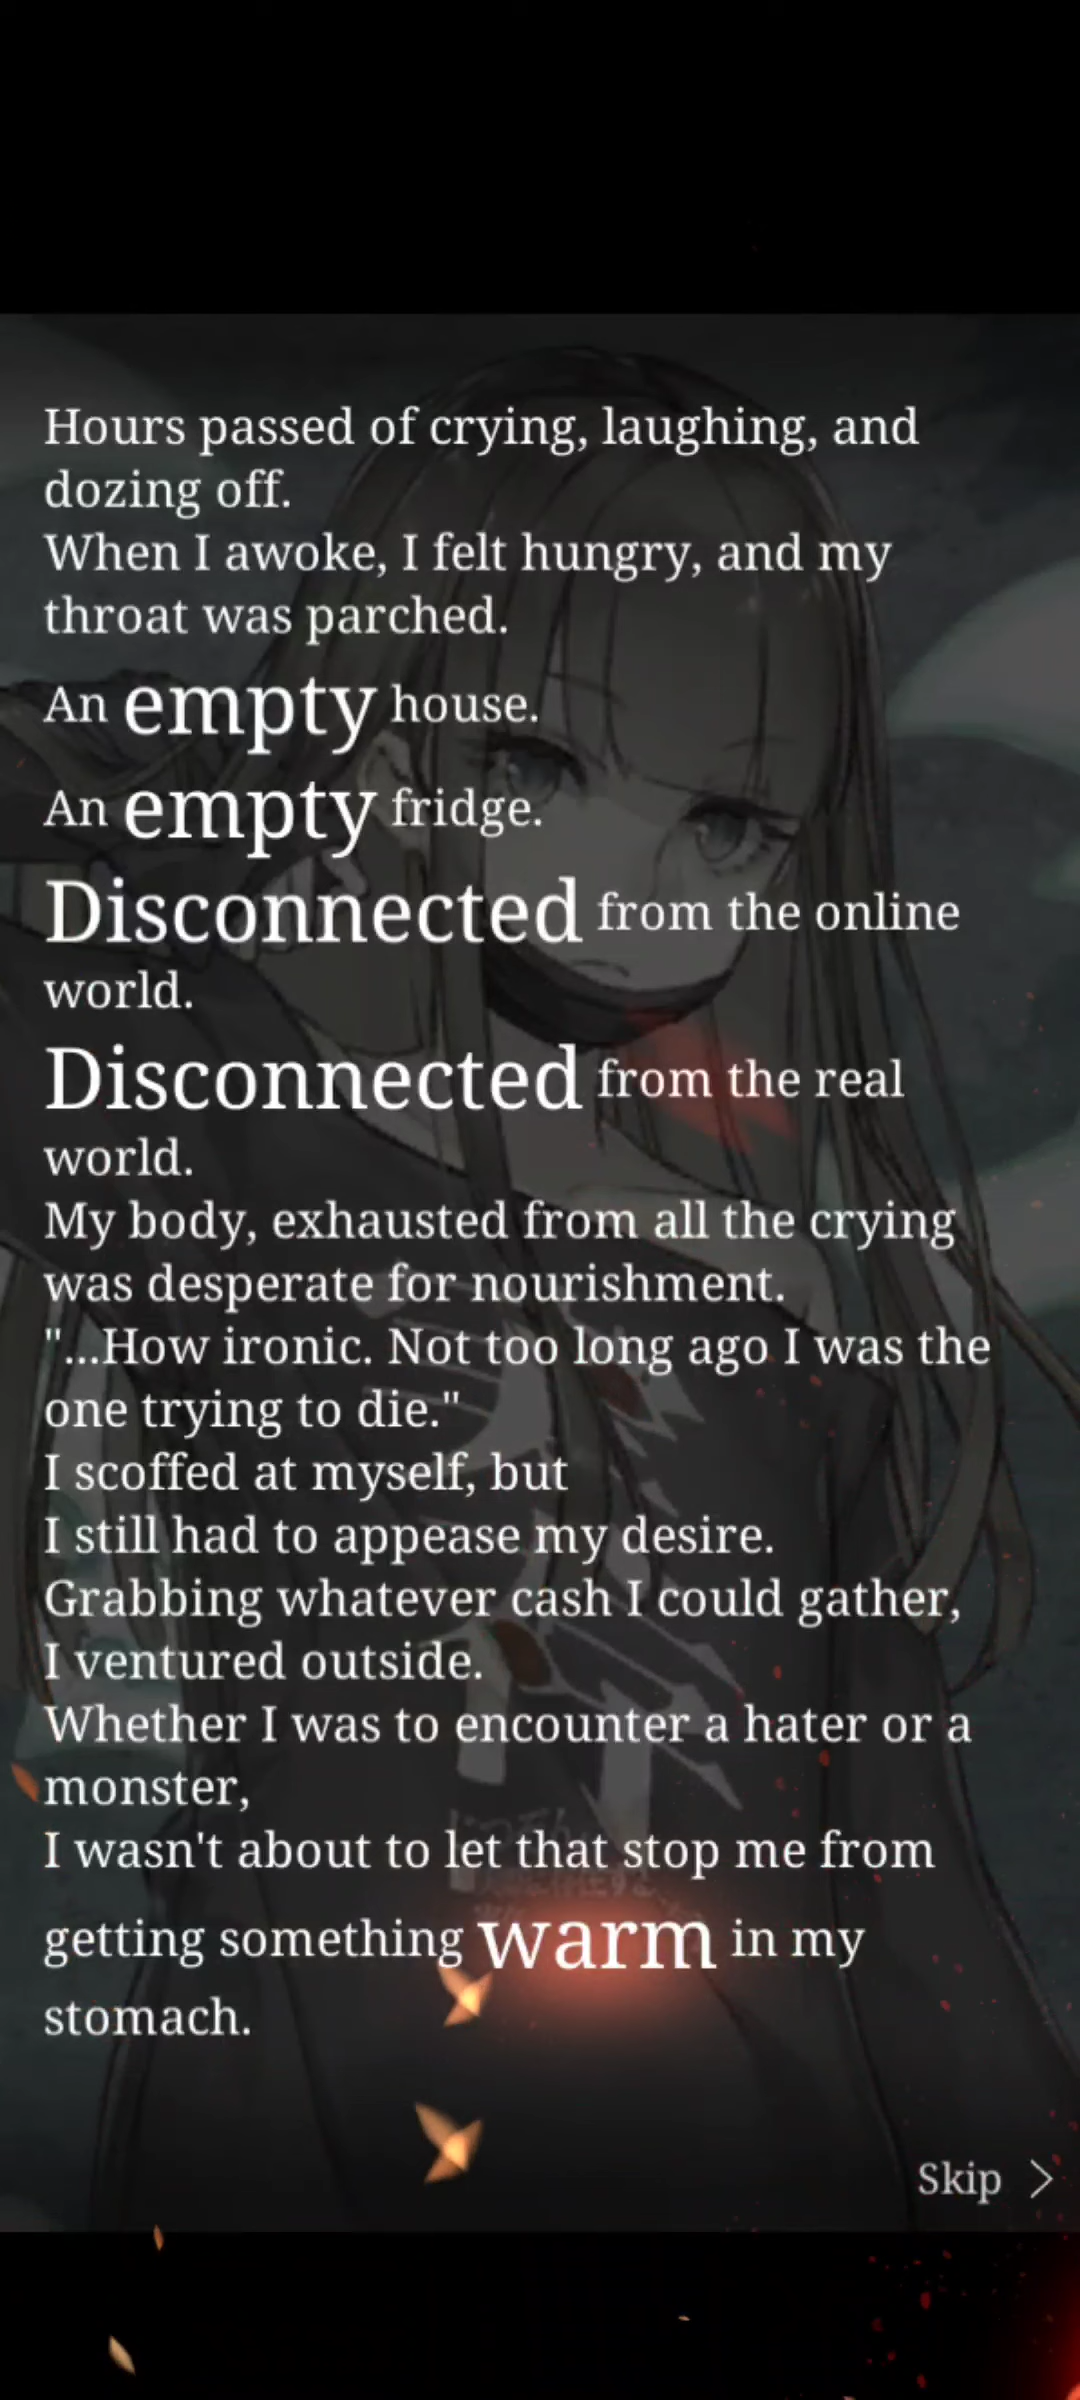 Hours passed of crying, laughing, and
dozing off.
When I awoke, I felt hungry, and my
throat was parched.
An empty house.
An empty fridge.
Disconnected from the online
world.
Disconnected from the real
world.
My body, exhausted from all the crying
was desperate for nourishment.
"...How ironic. Not too long ago I was the
one trying to die."
I scoffed at myself, but
I still had to appease my desire.
Grabbing whatever cash I could gather,
I ventured outside.
Whether I was to encounter a hater or a
monster,
I wasn't about to let that stop me from
getting something warm in my
stomach.
Skip >